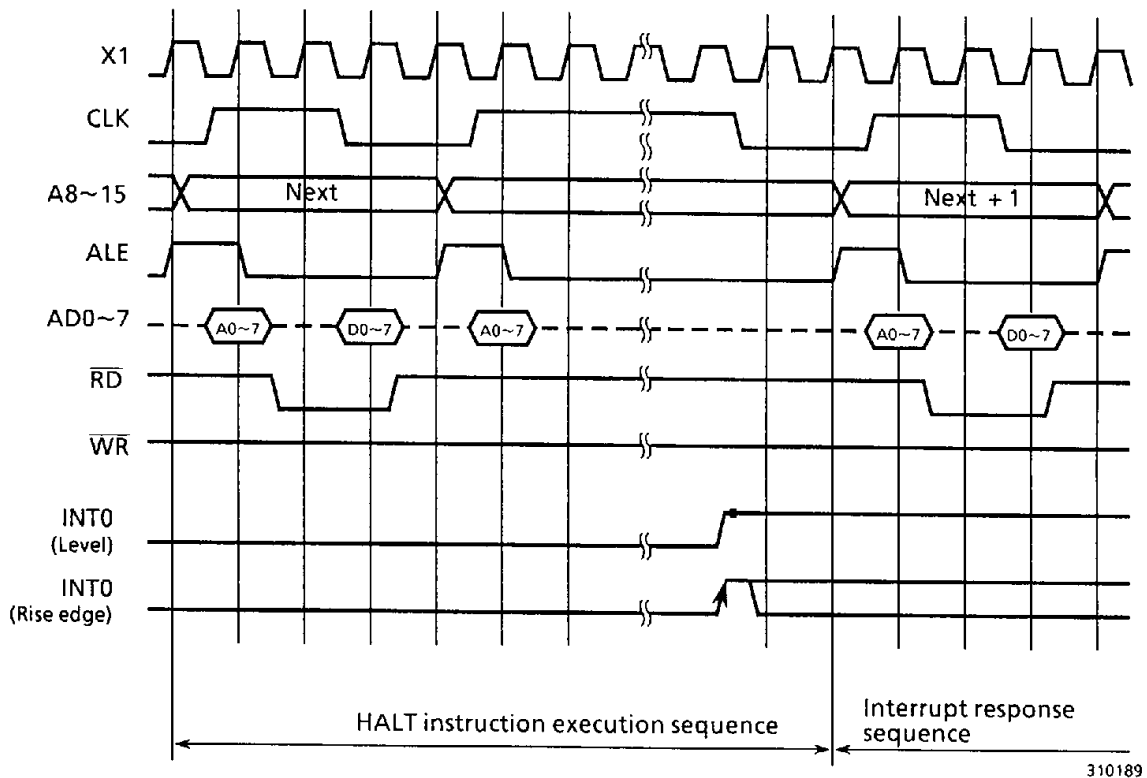 X1
CLK
A8~15
Next
Next + 1
ALE
AD0~7
A0~7
D0~7
A0~7
A0~7
D0~7
RD
WR
INT0
(Level)
INT0
(Rise edge)
HALT instruction execution sequence
Interrupt response
sequence
310189